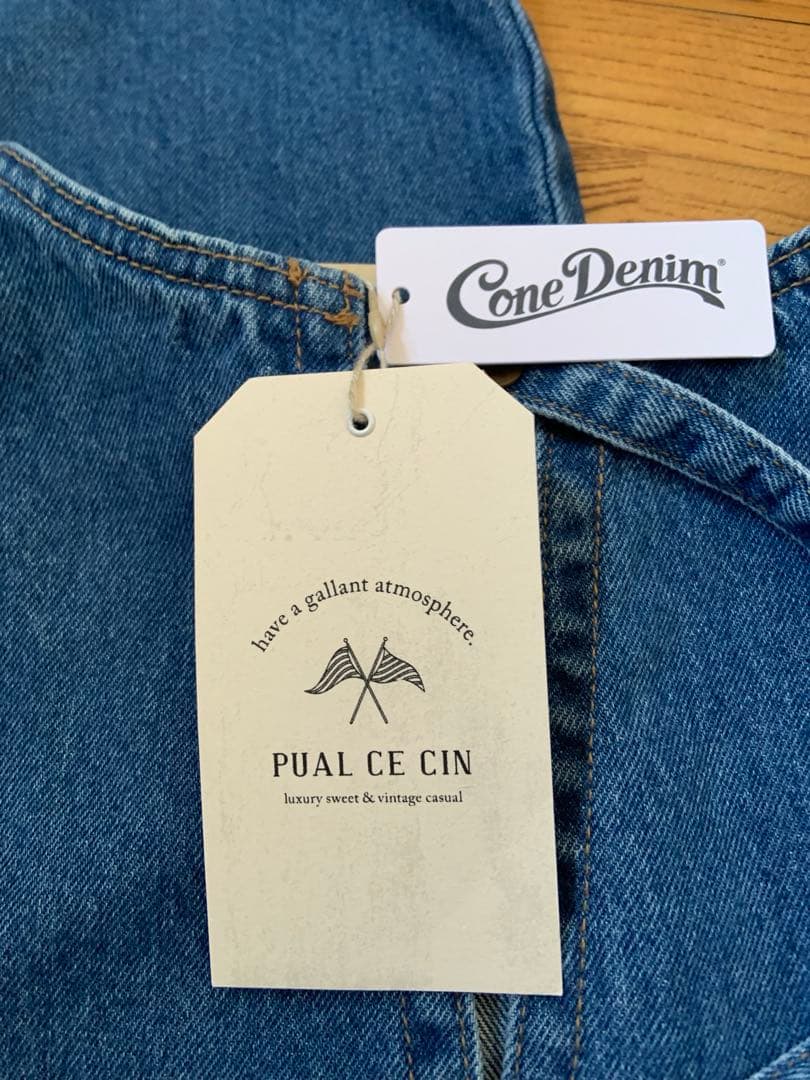 Cone Denim®
have a gallant atmosphere.
PUAL CE CIN
luxury sweet & vintage casual